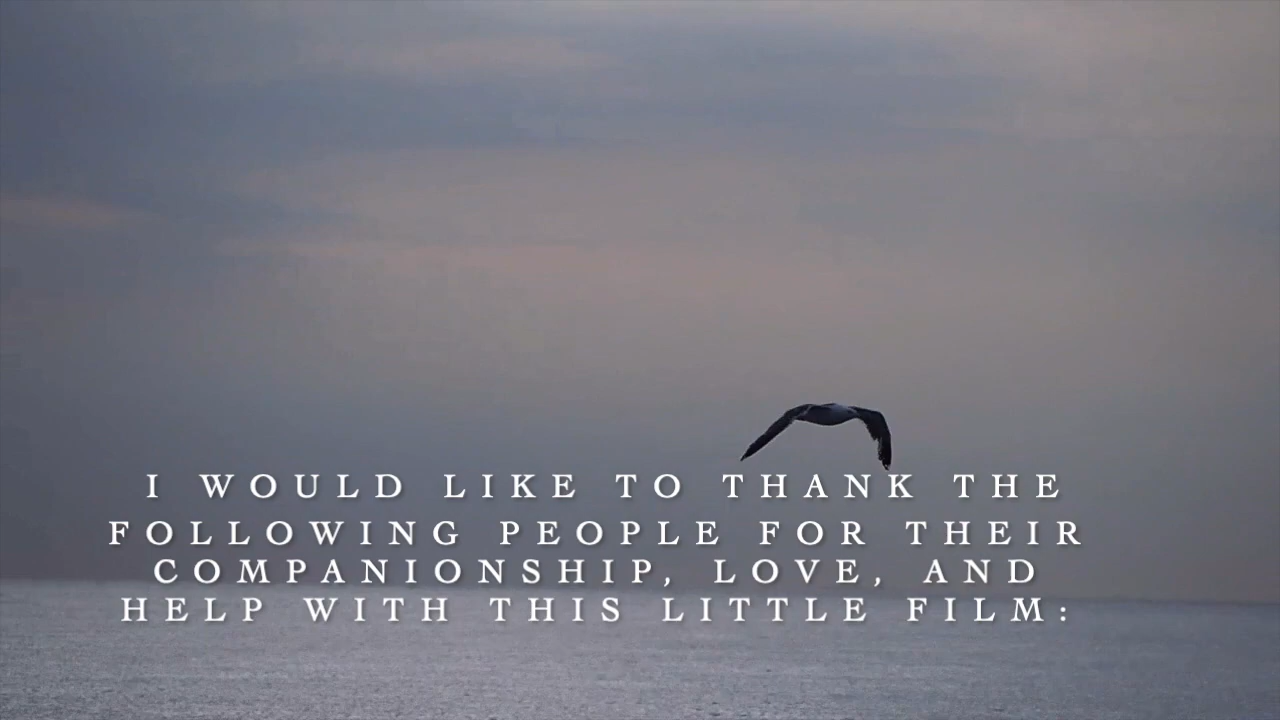 I WOULD LIKE TO THANK THE
FOLLOWING PEOPLE FOR THEIR
COMPANIONSHIP, LOVE, AND
HELP WITH THIS LITTLE FILM: